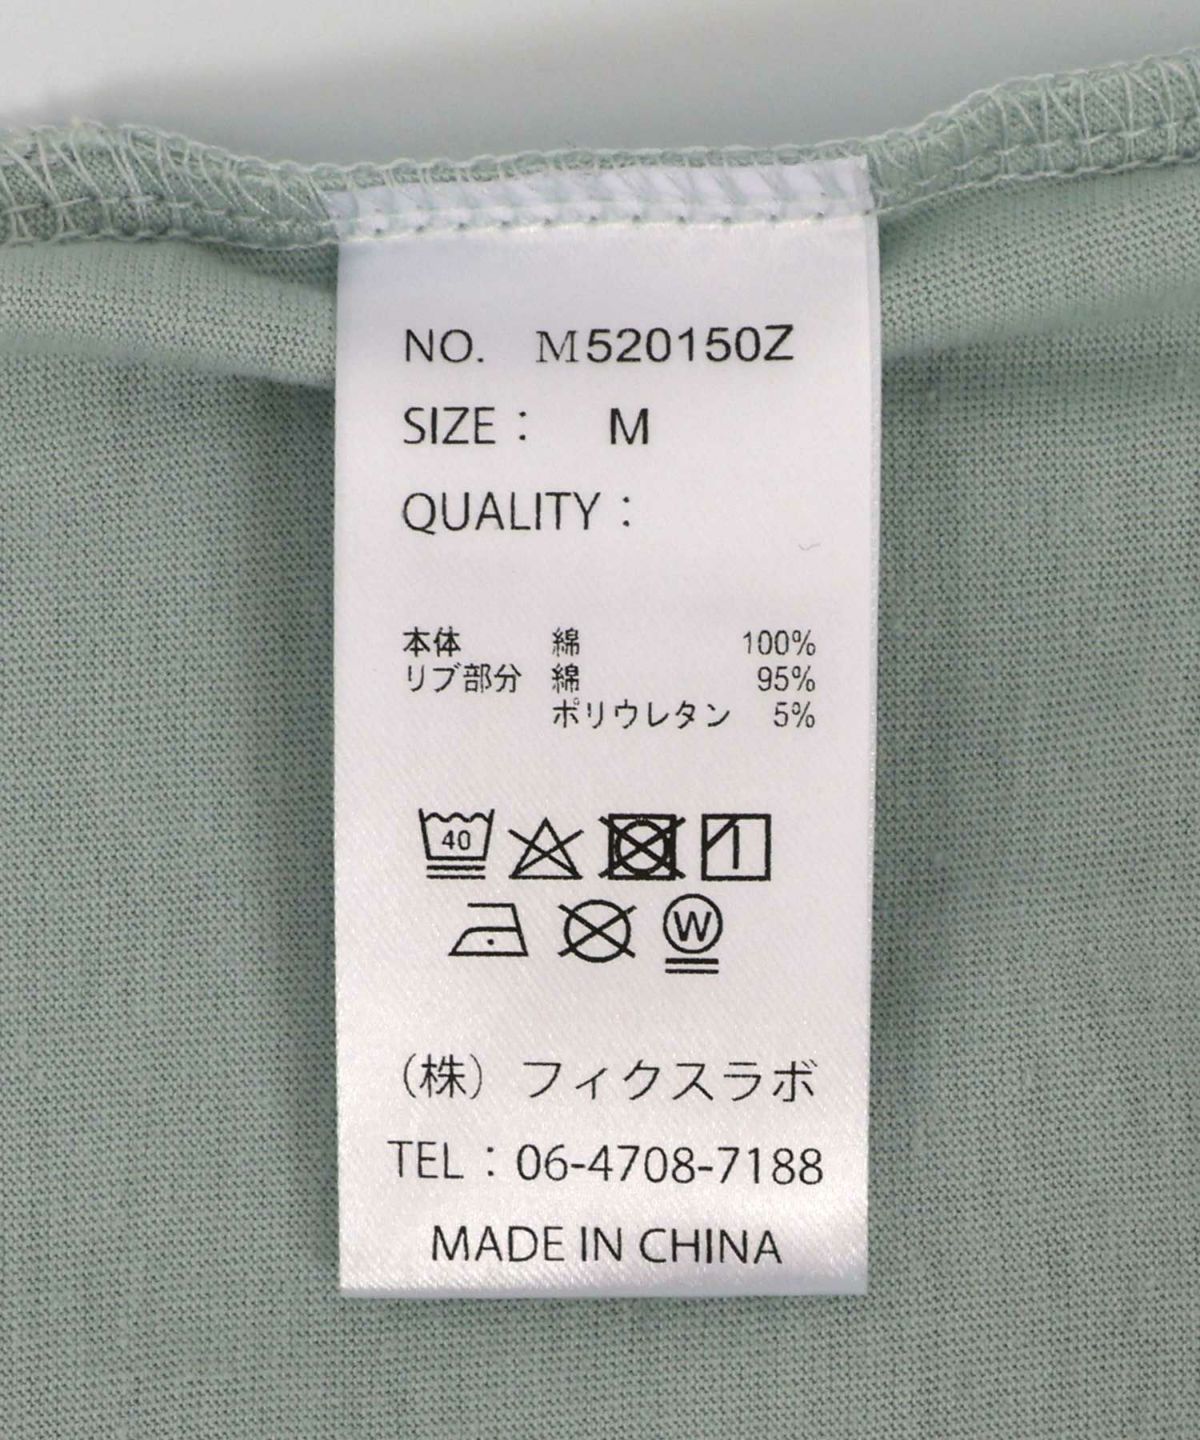 NO. M520150Z
SIZE： M
QUALITY：
本体 綿 100%
リブ部分 綿 95%
ポリウレタン 5%
40
W
（株）フィクスラボ
TEL：06-4708-7188
MADE IN CHINA